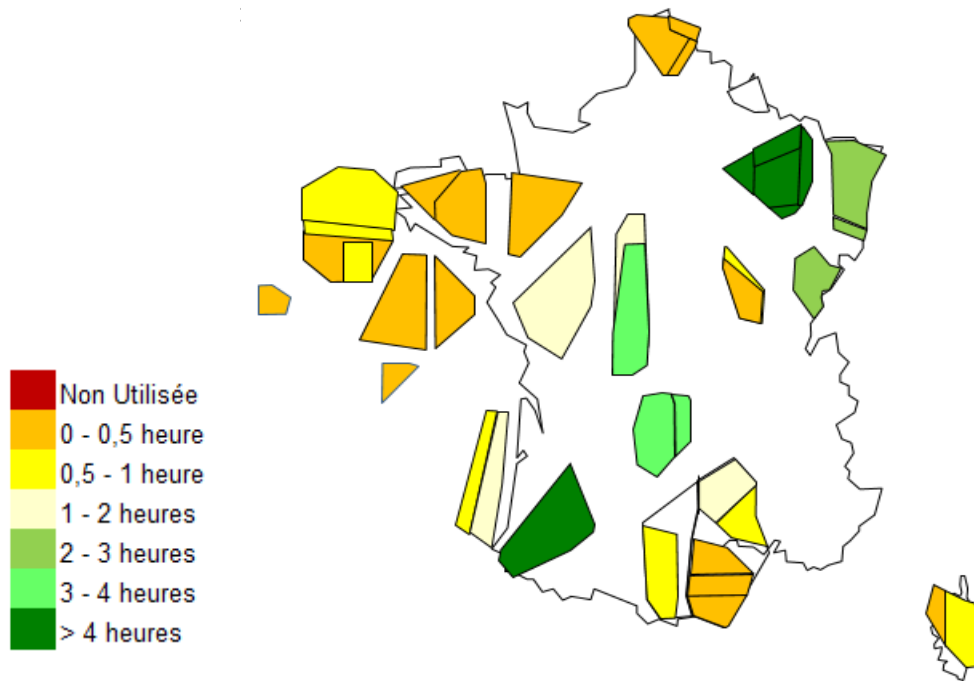 Non Utilisée
0 - 0,5 heure
0,5 - 1 heure
1 - 2 heures
2 - 3 heures
3 - 4 heures
> 4 heures